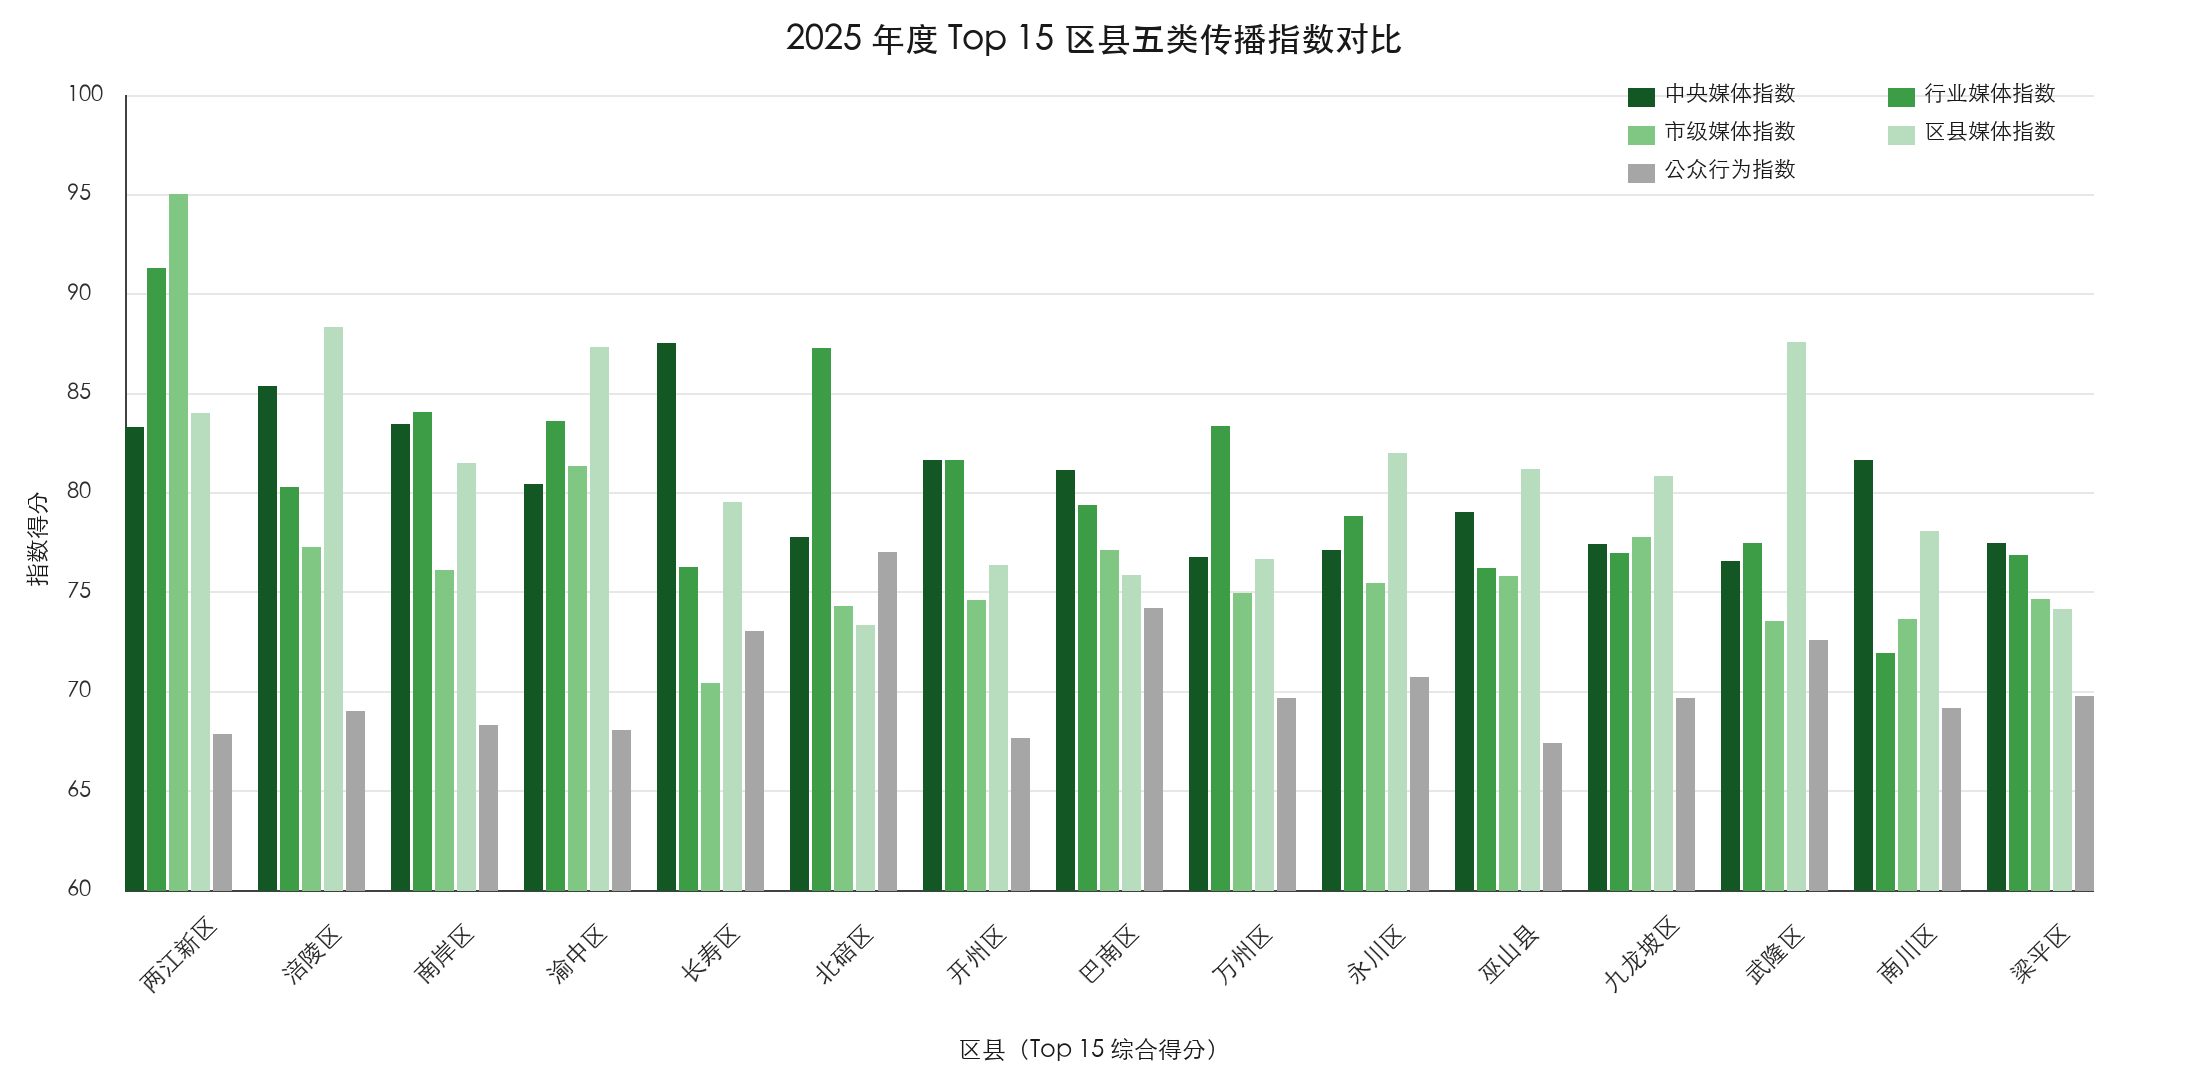 2025 年度 Top 15 区县五类传播指数对比
中央媒体指数 行业媒体指数
市级媒体指数 区县媒体指数
公众行为指数
100
95
90
85
80
75
70
65
60
指数得分
两江新区 涪陵区 南岸区 渝中区 长寿区 北碚区 开州区 巴南区 万州区 永川区 巫山县 九龙坡区 武隆区 南川区 梁平区
区县（Top 15 综合得分）